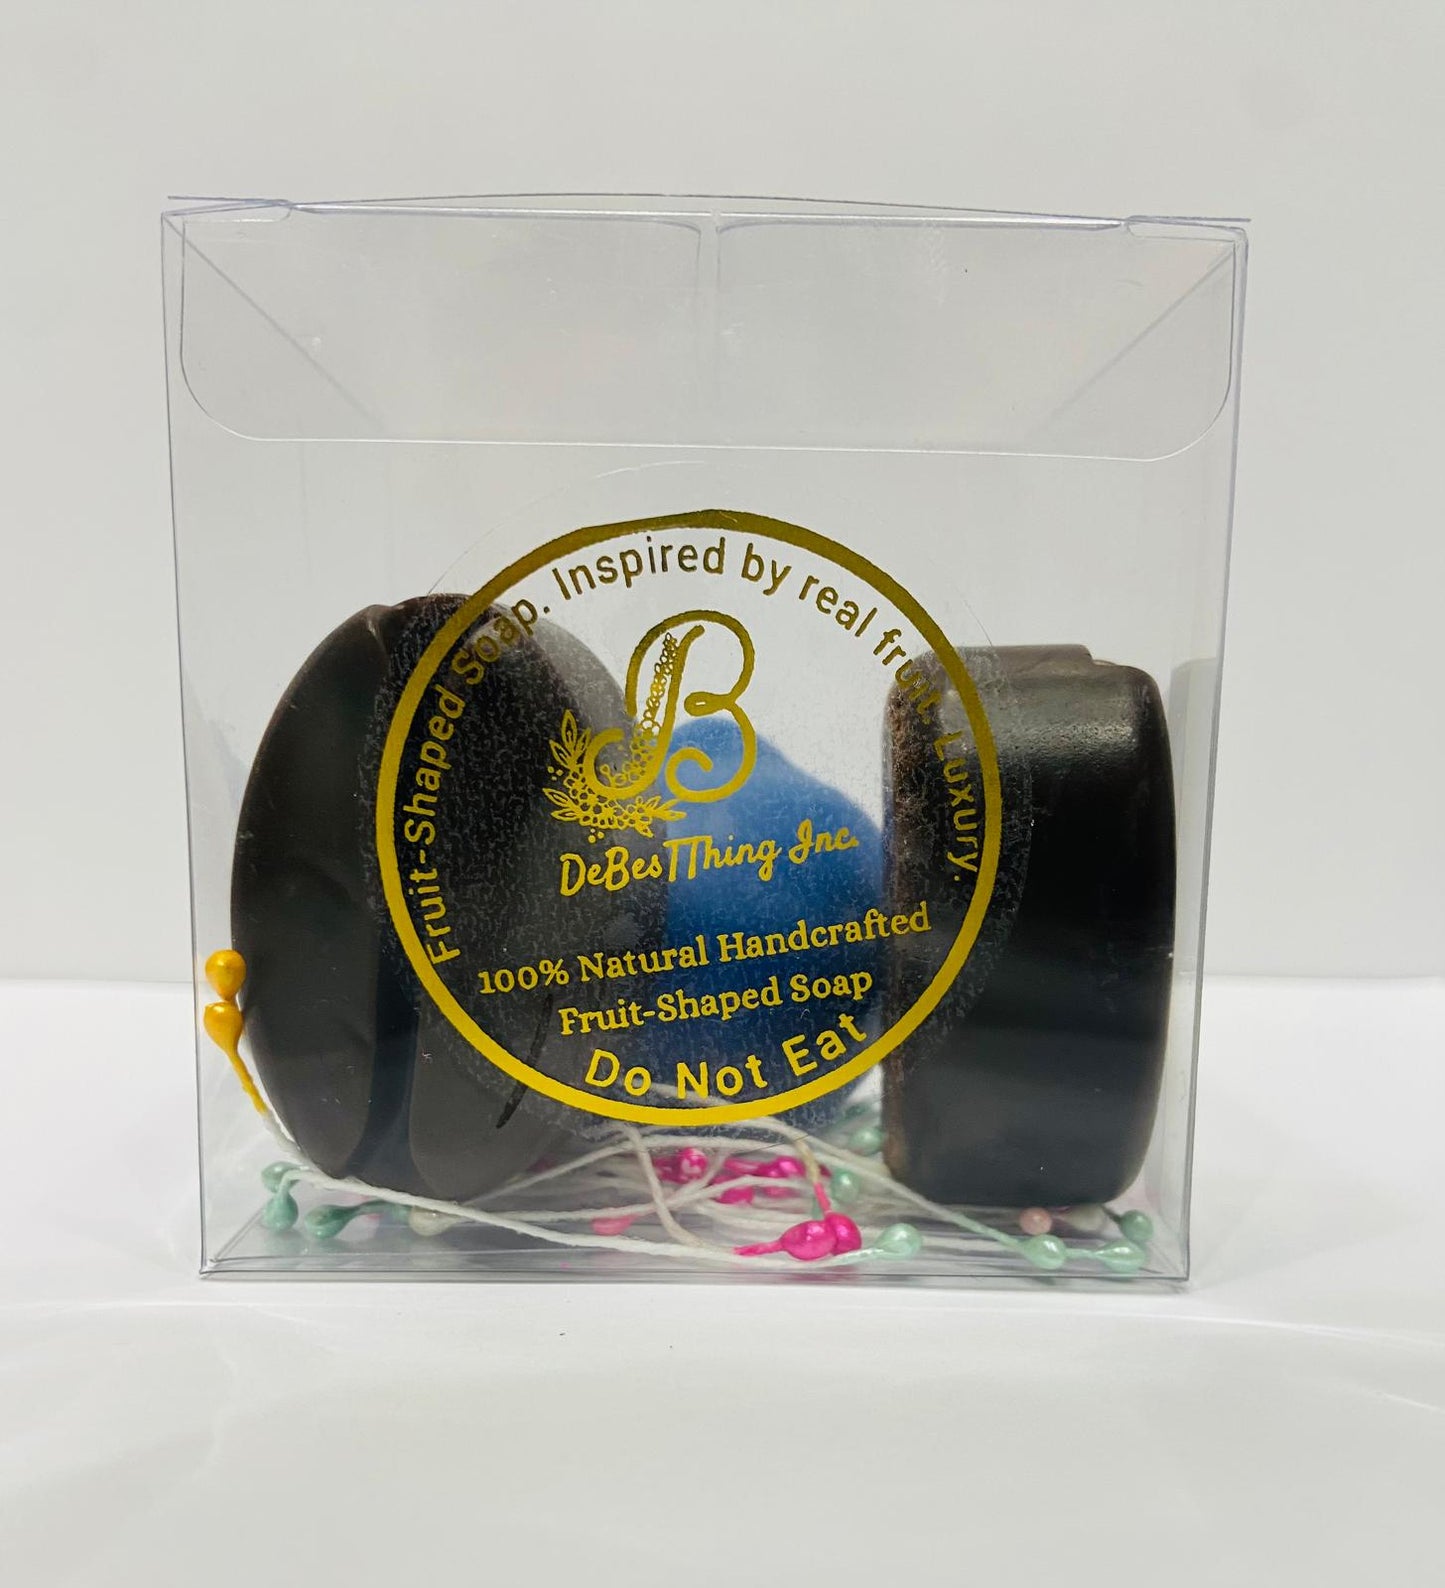 Fruit-Shaped Soap. Inspired by real fruit. Luxury.
B
DeBesTThing Inc.
100% Natural Handcrafted
Fruit-Shaped Soap
Do Not Eat